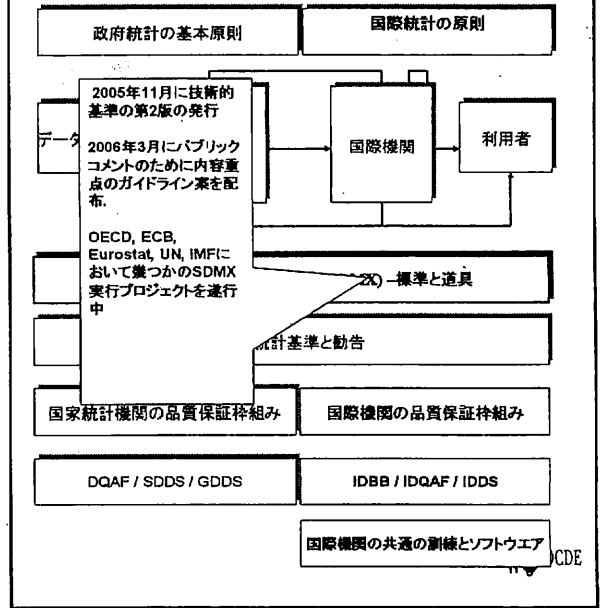 政府統計の基本原則
国際統計の原則
2005年11月に技術的
基準の第2版の発行
2006年3月にパブリック
コメントのために内容重
点のガイドライン案を配
布.
OECD, ECB,
Eurostat, UN, IMFに
おいて幾つかのSDMX
実行プロジェクトを遂行
中
データ
国際機関
利用者
X) –標準と道具
統計基準と勧告
国家統計機関の品質保証枠組み
国際機関の品質保証枠組み
DQAF / SDDS / GDDS
IDBB / IDQAF / IDDS
国際機関の共通の訓練とソフトウエア
OCDE